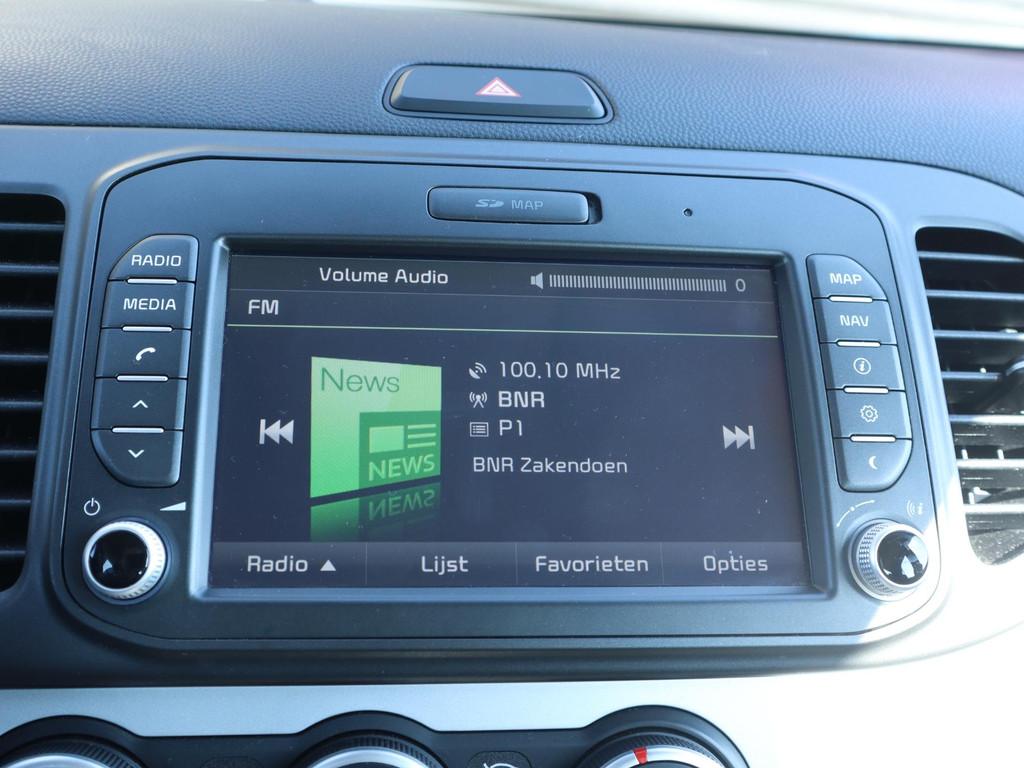 SD MAP
RADIO
MEDIA
MAP
NAV
Volume Audio 0
FM
News
NEWS
100.10 MHz
BNR
P1
BNR Zakendoen
Radio Lijst Favorieten Opties